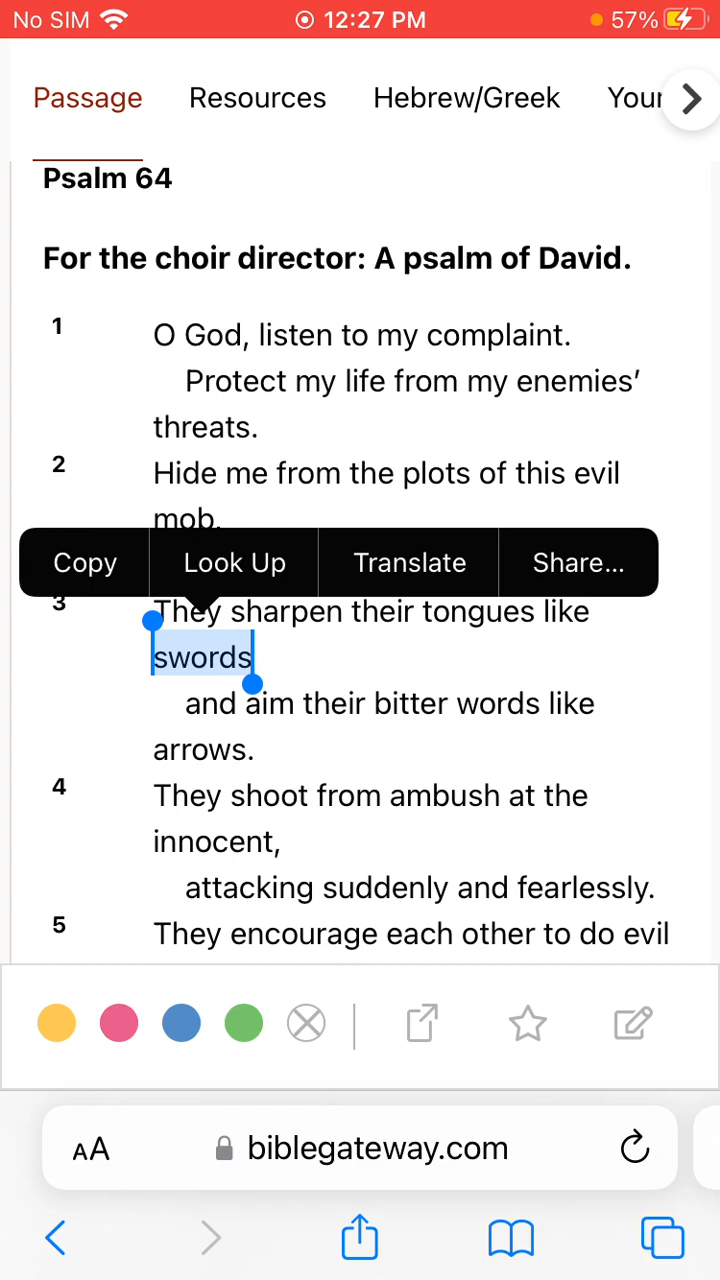 No SIM 12:27 PM 57%
Passage Resources Hebrew/Greek Your
Psalm 64
For the choir director: A psalm of David.
1 O God, listen to my complaint.
Protect my life from my enemies’
threats.
2 Hide me from the plots of this evil
mob,
Copy Look Up Translate Share...
3 They sharpen their tongues like
swords
and aim their bitter words like
arrows.
4 They shoot from ambush at the
innocent,
attacking suddenly and fearlessly.
5 They encourage each other to do evil
AA biblegateway.com